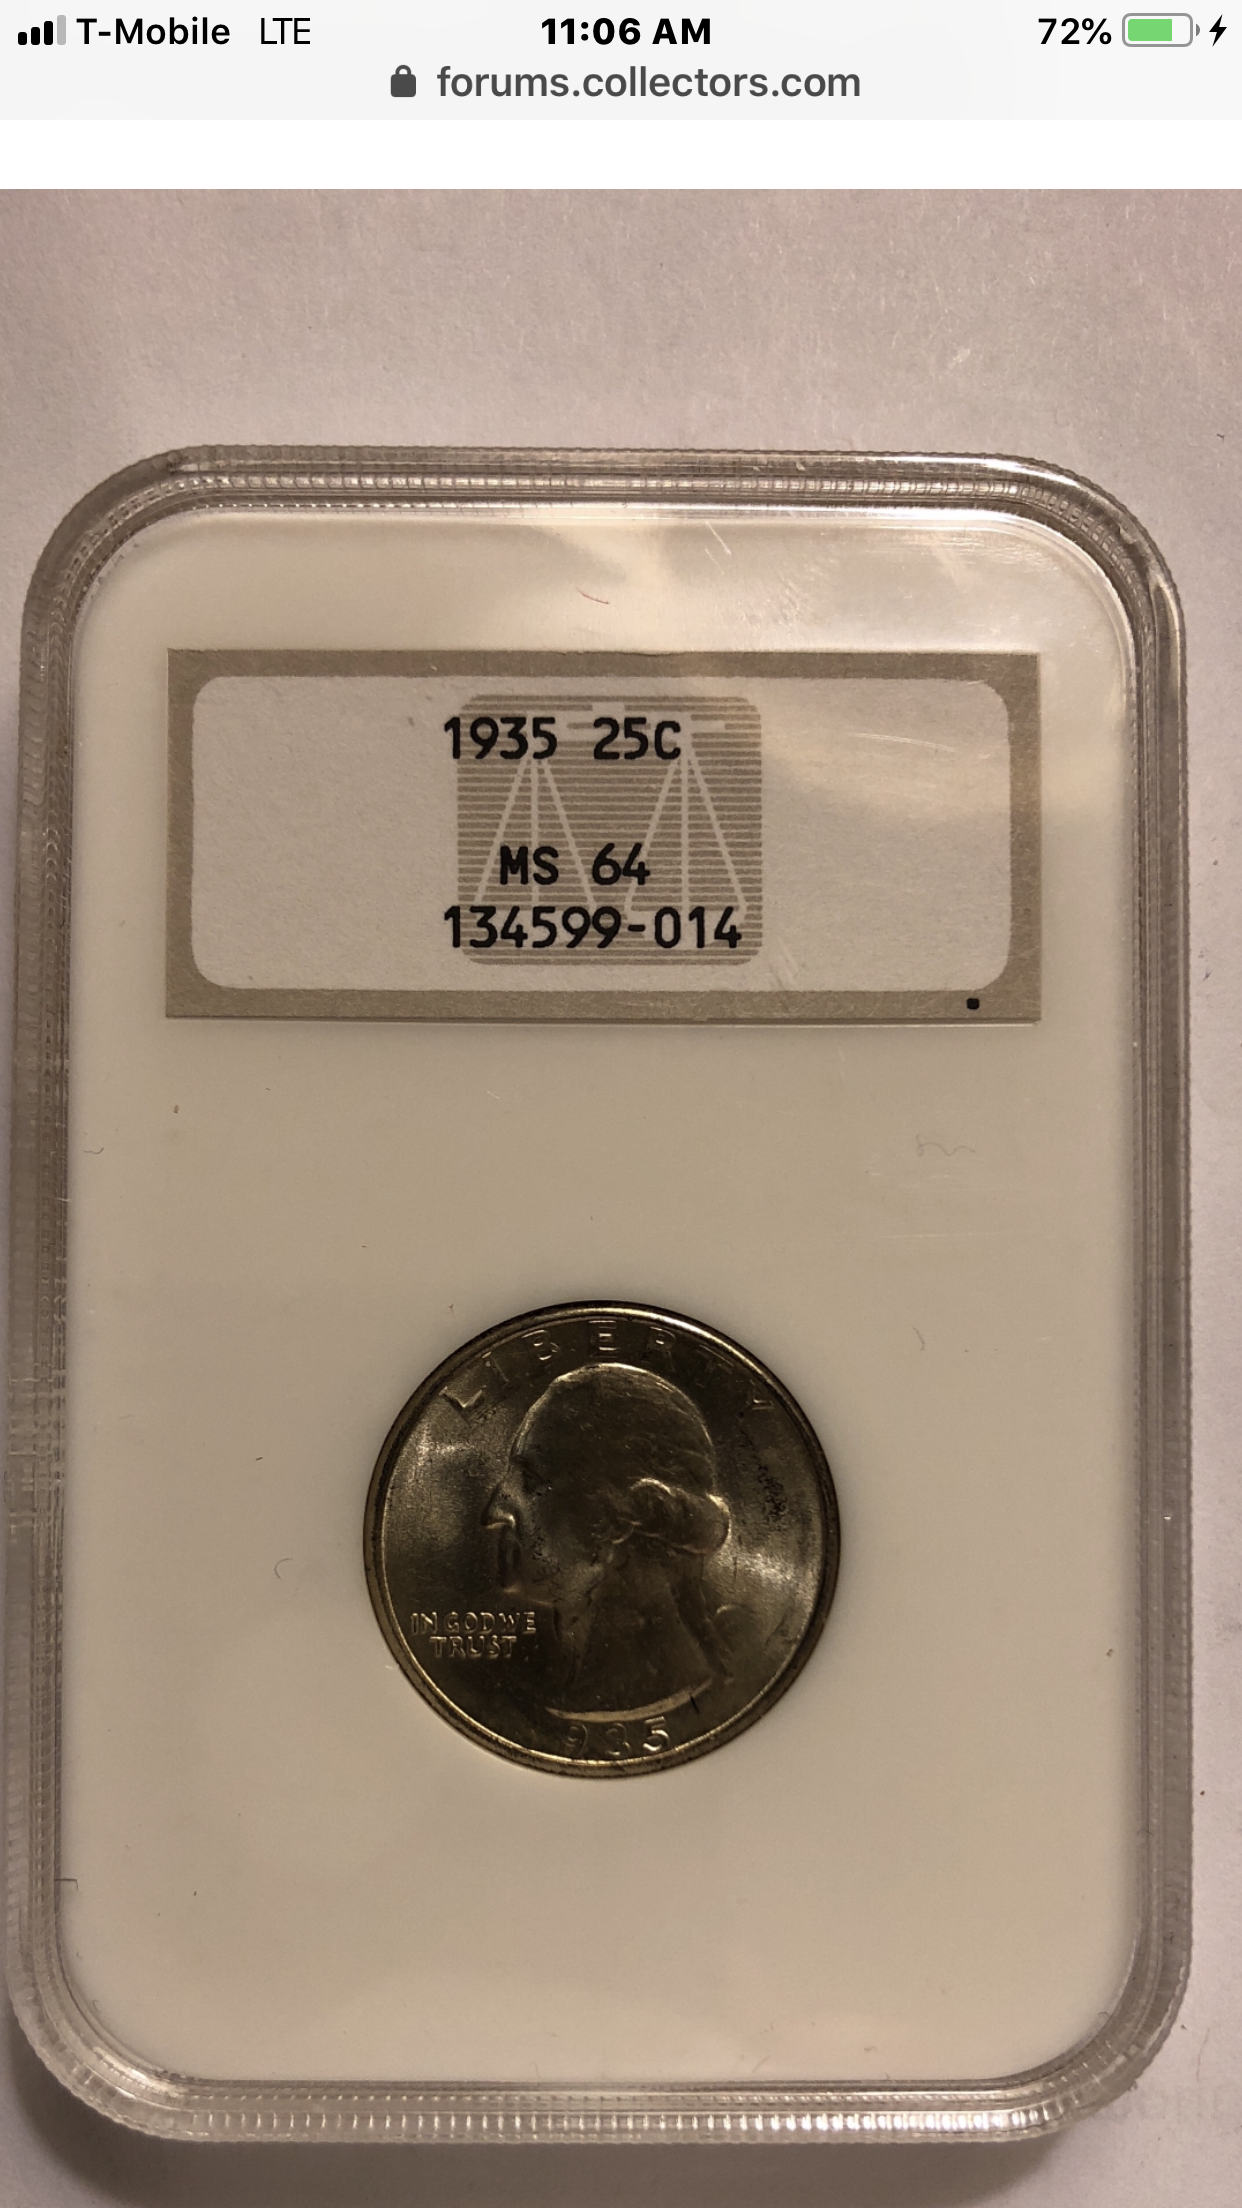 T-Mobile LTE 11:06 AM 72%
forums.collectors.com
1935 25C
MS 64
134599-014
LIBERTY
IN GOD WE
TRUST
1935